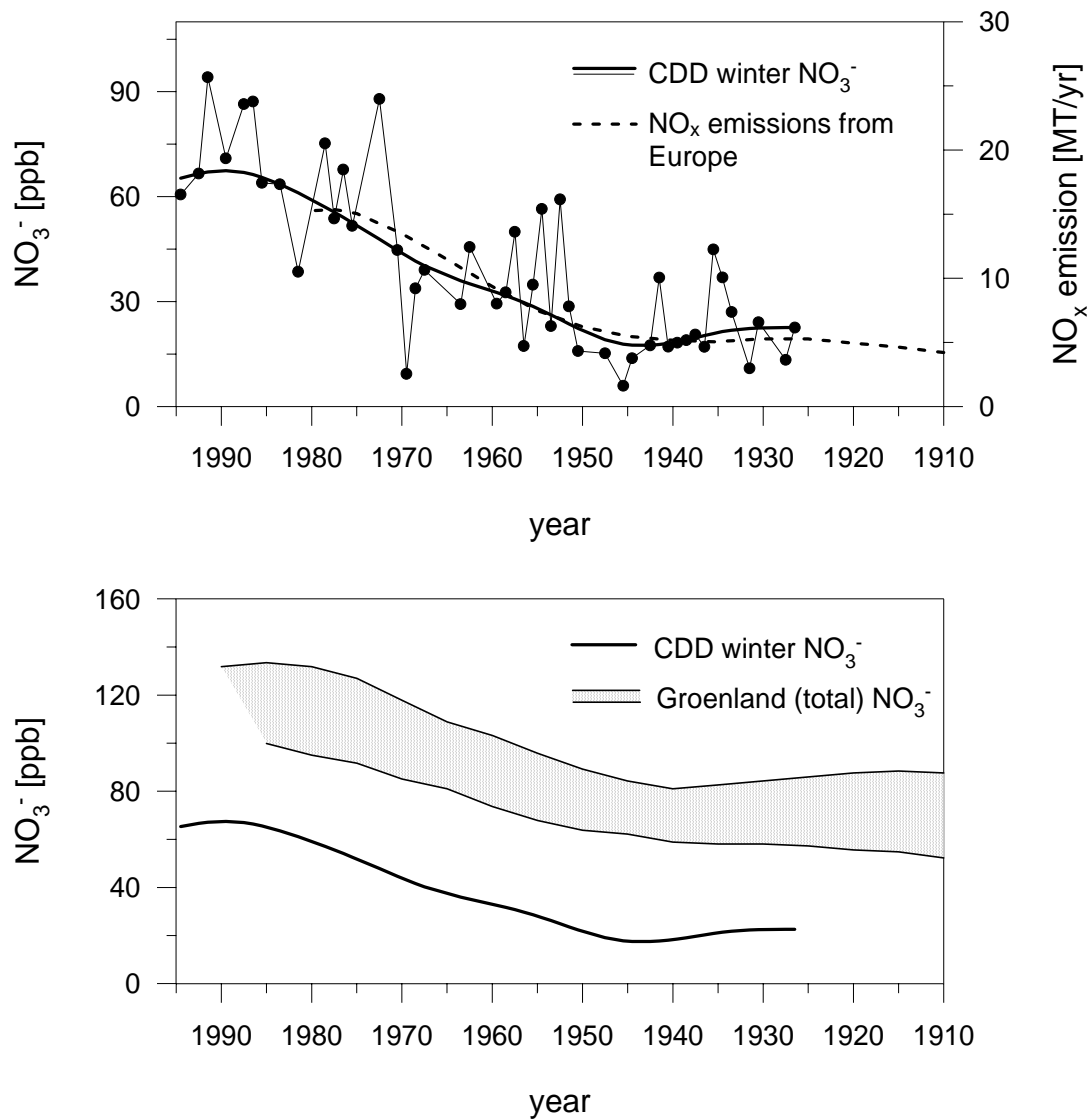 CDD winter NO₃⁻
NOₓ emissions from
Europe
NO₃⁻ [ppb]
90
60
30
0
30
20
10
0
NOₓ emission [MT/yr]
1990 1980 1970 1960 1950 1940 1930 1920 1910
year
CDD winter NO₃⁻
Groenland (total) NO₃⁻
NO₃⁻ [ppb]
160
120
80
40
0
1990 1980 1970 1960 1950 1940 1930 1920 1910
year